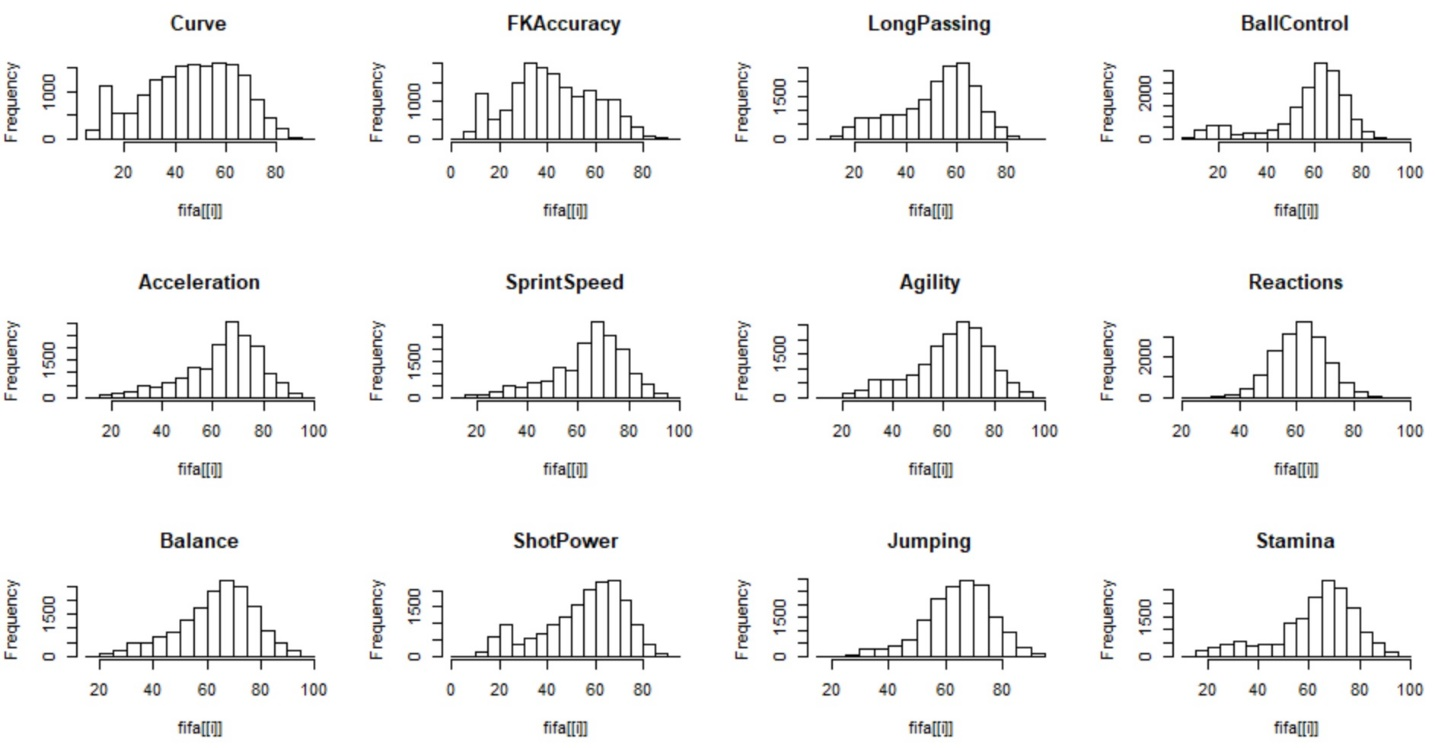 Curve FKAccuracy LongPassing BallControl
Frequency 0 1000 Frequency 0 1000 Frequency 0 1500 Frequency 0 2000
20 40 60 80 0 20 40 60 80 20 40 60 80 20 40 60 80 100
fifa[[i]] fifa[[i]] fifa[[i]] fifa[[i]]
Acceleration SprintSpeed Agility Reactions
Frequency 0 1500 Frequency 0 1500 Frequency 0 1500 Frequency 0 2000
20 40 60 80 100 20 40 60 80 100 20 40 60 80 100 20 40 60 80 100
fifa[[i]] fifa[[i]] fifa[[i]] fifa[[i]]
Balance ShotPower Jumping Stamina
Frequency 0 1500 Frequency 0 1500 Frequency 0 1500 Frequency 0 1500
20 40 60 80 100 0 20 40 60 80 20 40 60 80 20 40 60 80 100
fifa[[i]] fifa[[i]] fifa[[i]] fifa[[i]]